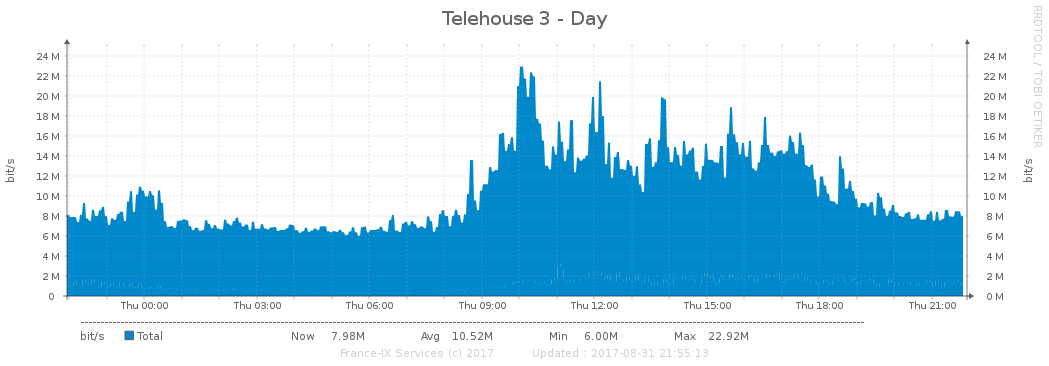 Telehouse 3 - Day
RRDTOOL / TOBI OETIKER
bit/s
24 M 24 M
22 M 22 M
20 M 20 M
18 M 18 M
16 M 16 M
14 M 14 M
12 M 12 M
10 M 10 M
8 M 8 M
6 M 6 M
4 M 4 M
2 M 2 M
0 0 M
bit/s
Thu 00:00 Thu 03:00 Thu 06:00 Thu 09:00 Thu 12:00 Thu 15:00 Thu 18:00 Thu 21:00
bit/s Total Now 7.98M Avg 10.52M Min 6.00M Max 22.92M
France-IX Services (c) 2017 Updated : 2017-08-31 21:55:13